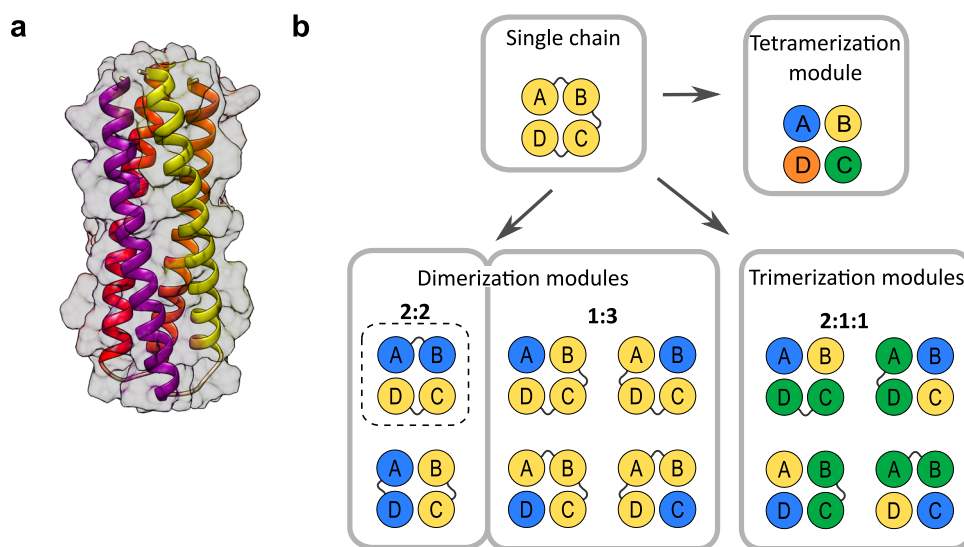 a
b
Single chain
A B
D C
Tetramerization
module
A B
D C
Dimerization modules
2:2
1:3
A B
D C
A B
D C
A B
D C
A B
D C
A B
D C
A B
D C
Trimerization modules
2:1:1
A B
D C
A B
D C
A B
D C
A B
D C